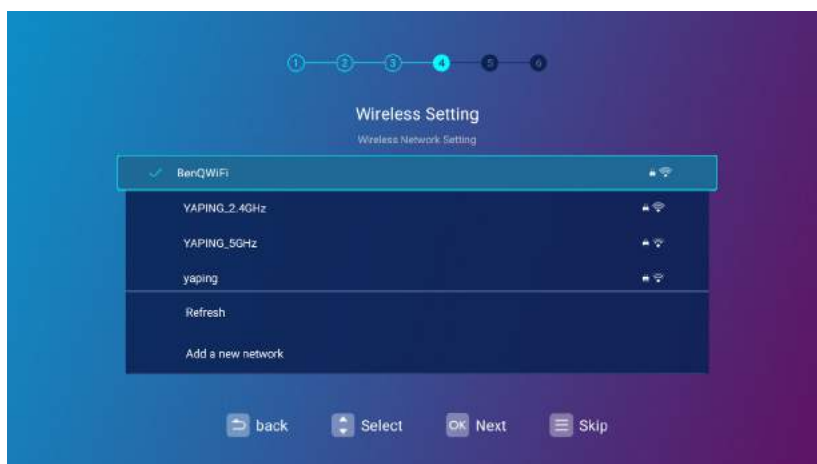 1 2 3 4 5 6
Wireless Setting
Wireless Network Setting
BenQWiFi
YAPING_2.4GHz
YAPING_5GHz
yaping
Refresh
Add a new network
back Select OK Next Skip